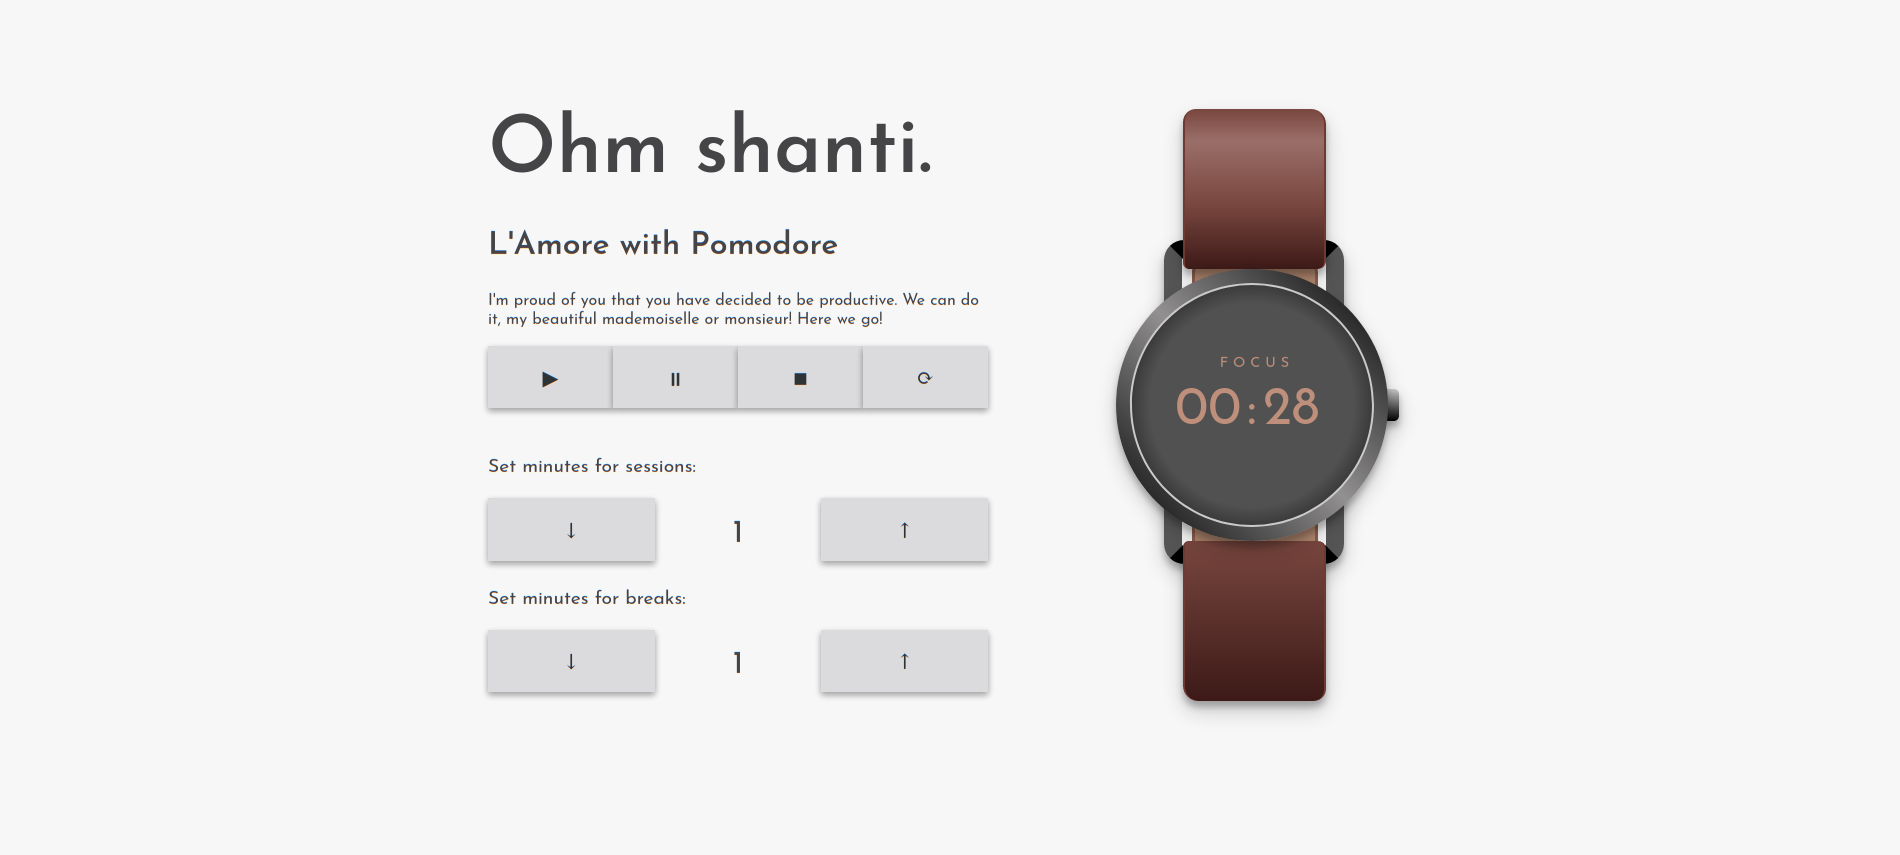 Ohm shanti.
L'Amore with Pomodore
I'm proud of you that you have decided to be productive. We can do
it, my beautiful mademoiselle or monsieur! Here we go!
▶ ⏸ ■ ⟳
Set minutes for sessions:
↓ 1 ↑
Set minutes for breaks:
↓ 1 ↑
FOCUS
00:28